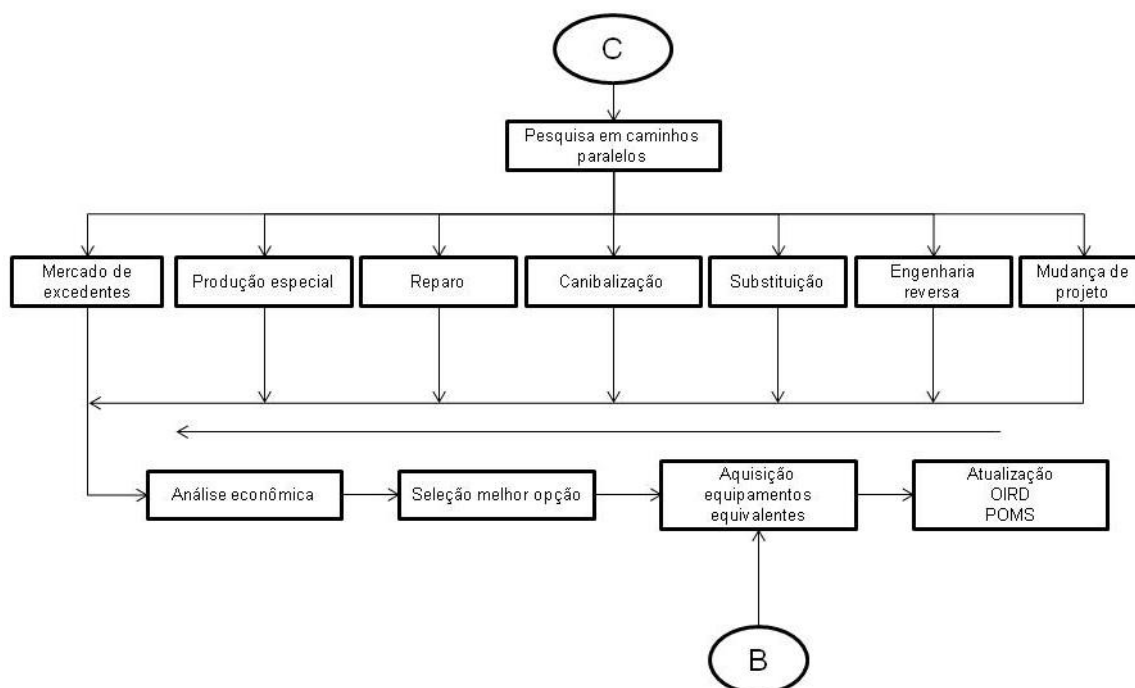 C
Pesquisa em caminhos
paralelos
Mercado de
excedentes
Produção especial
Reparo
Canibalização
Substituição
Engenharia
reversa
Mudança de
projeto
Análise econômica
Seleção melhor opção
Aquisição
equipamentos
equivalentes
Atualização
OIRD
POMS
B